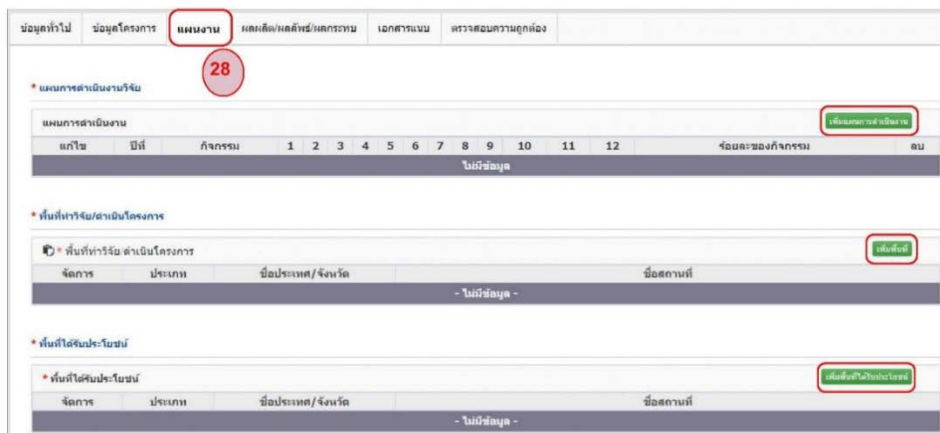 ข้อมูลทั่วไป ข้อมูลโครงการ แผนงาน ผลผลิต/ผลลัพธ์/ผลกระทบ เอกสารแนบ ตรวจสอบความถูกต้อง
28
* แผนการดำเนินงานวิจัย
แผนการดำเนินงาน เพิ่มแผนการดำเนินงาน
แก้ไข ปีที่ กิจกรรม 1 2 3 4 5 6 7 8 9 10 11 12 ร้อยละของกิจกรรม ลบ
ไม่มีข้อมูล
* พื้นที่ทำวิจัย/ดำเนินโครงการ
* พื้นที่ทำวิจัย/ดำเนินโครงการ เพิ่มพื้นที่
จัดการ ประเภท ชื่อประเทศ/จังหวัด ชื่อสถานที่
- ไม่มีข้อมูล -
* พื้นที่ได้รับประโยชน์
* พื้นที่ได้รับประโยชน์ เพิ่มพื้นที่ได้รับประโยชน์
จัดการ ประเภท ชื่อประเทศ/จังหวัด ชื่อสถานที่
- ไม่มีข้อมูล -